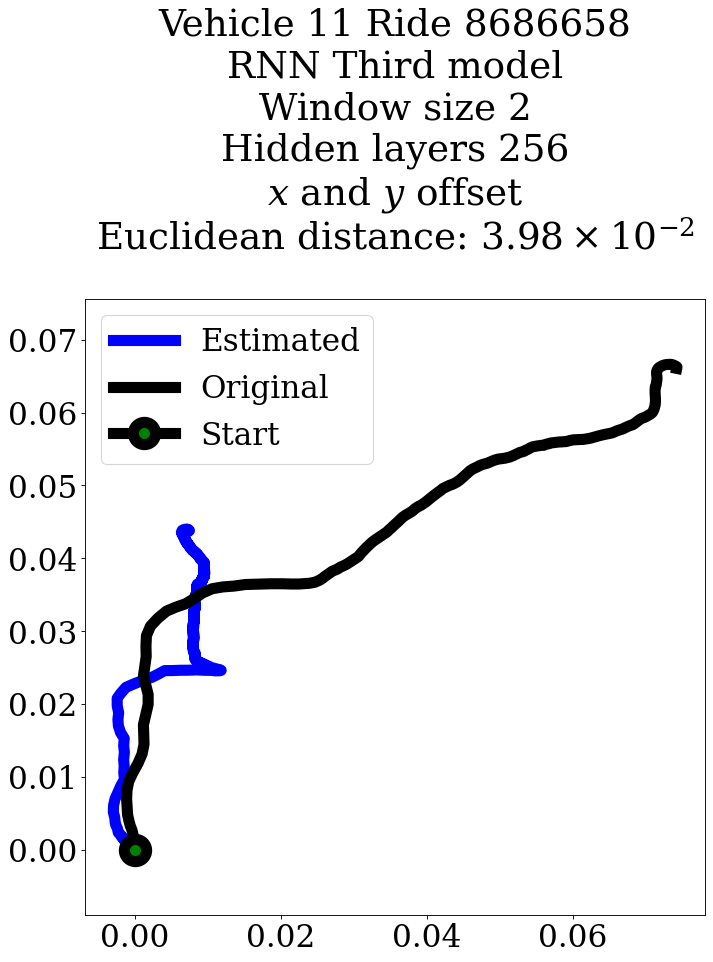 Vehicle 11 Ride 8686658
RNN Third model
Window size 2
Hidden layers 256
x and y offset
Euclidean distance: 3.98 × 10⁻²
Estimated
Original
Start
0.07
0.06
0.05
0.04
0.03
0.02
0.01
0.00
0.00 0.02 0.04 0.06